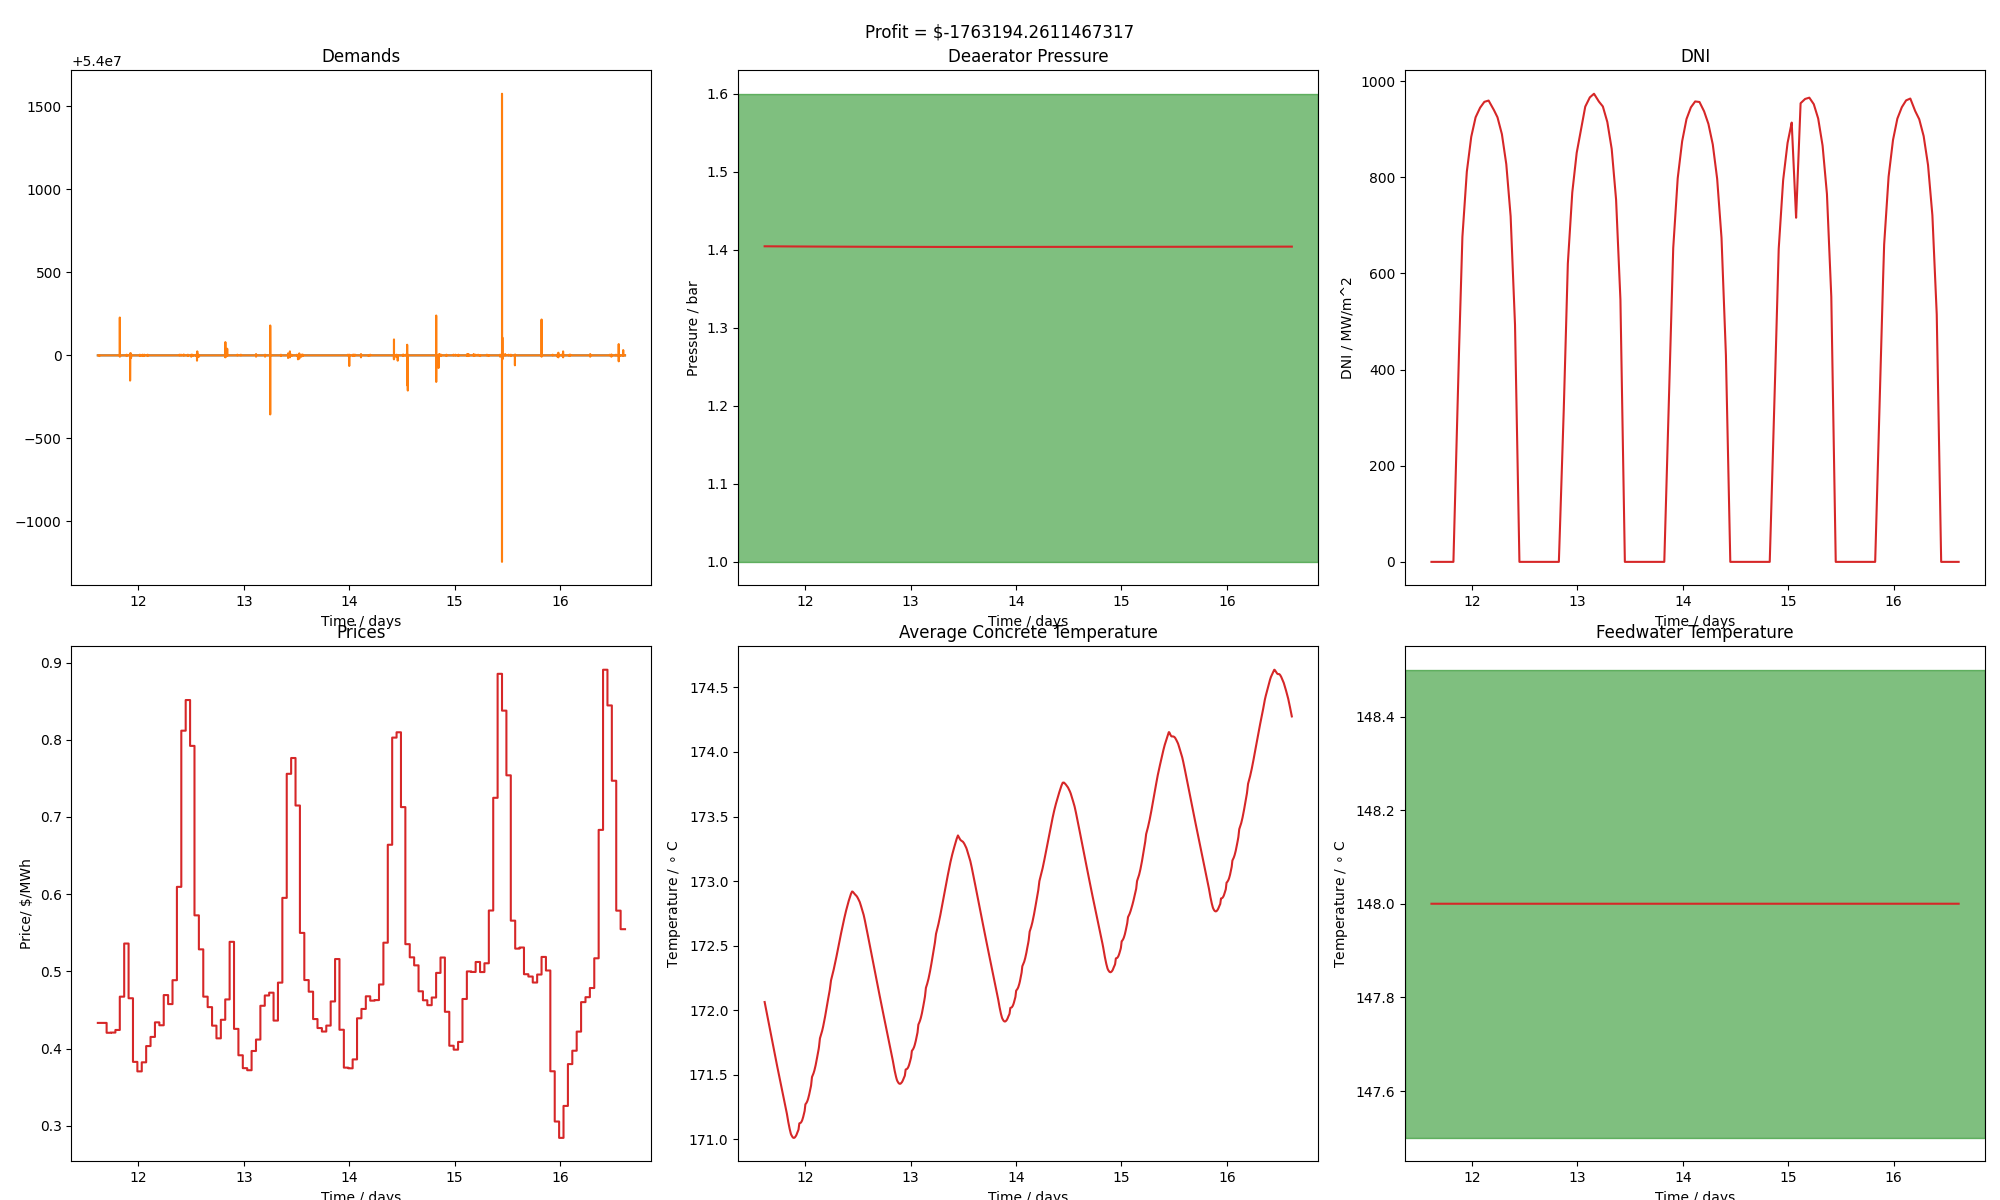 Profit = $-1763194.2611467317
Demands
+5.4e7
1500
1000
500
0
−500
−1000
12 13 14 15 16
Time / days
Deaerator Pressure
Pressure / bar
1.6
1.5
1.4
1.3
1.2
1.1
1.0
12 13 14 15 16
Time / days
DNI
DNI / MW/m^2
1000
800
600
400
200
0
12 13 14 15 16
Time / days
Prices
Price/ $/MWh
0.9
0.8
0.7
0.6
0.5
0.4
0.3
12 13 14 15 16
Time / days
Average Concrete Temperature
Temperature / ∘ C
174.5
174.0
173.5
173.0
172.5
172.0
171.5
171.0
12 13 14 15 16
Time / days
Feedwater Temperature
Temperature / ∘ C
148.4
148.2
148.0
147.8
147.6
12 13 14 15 16
Time / days